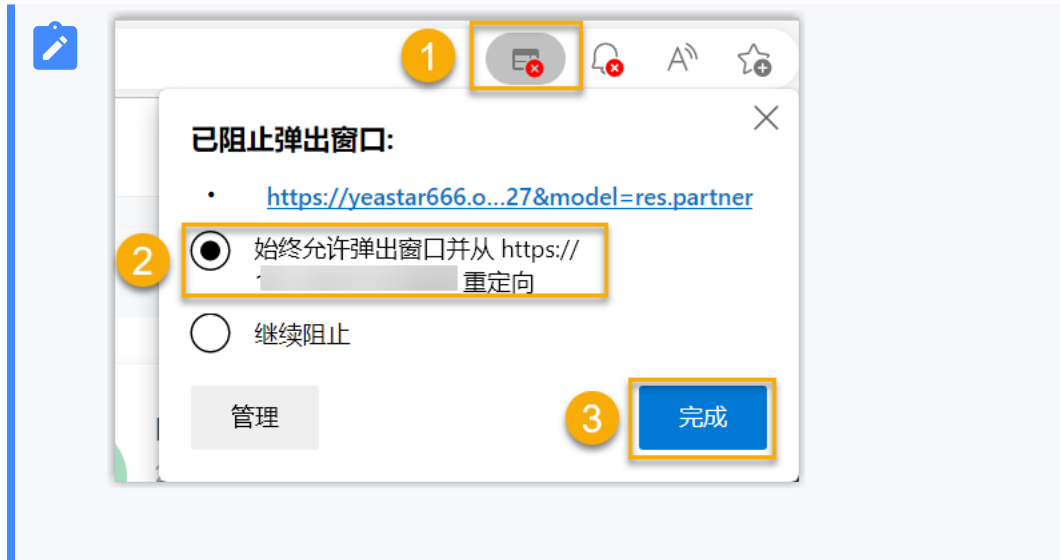 1
A
已阻止弹出窗口:
• https://yeastar666.o...27&model=res.partner
2
始终允许弹出窗口并从 https://
重定向
继续阻止
管理
3
完成